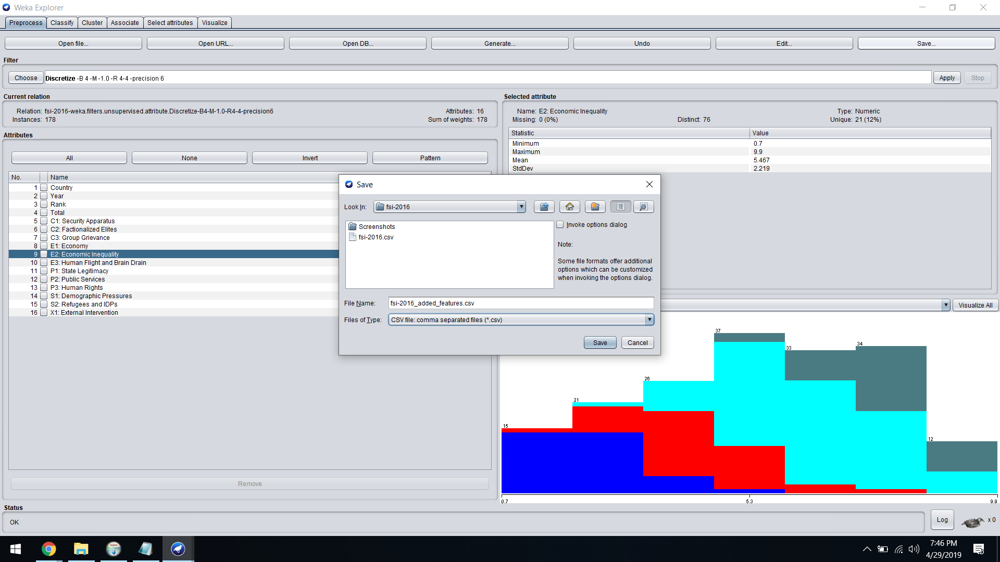 Weka Explorer
Preprocess Classify Cluster Associate Select attributes Visualize
Open file... Open URL... Open DB... Generate... Undo Edit... Save...
Filter
Choose Discretize -B 4 -M -1.0 -R 4-4 -precision 6 Apply Stop
Current relation
Relation: fsi-2016-weka.filters.unsupervised.attribute.Discretize-B4-M-1.0-R4-4-precision6 Attributes: 16
Instances: 178 Sum of weights: 178
Selected attribute
Name: E2: Economic Inequality Type: Numeric
Missing: 0 (0%) Distinct: 76 Unique: 21 (12%)
Statistic Value
Minimum 0.7
Maximum 9.9
Mean 5.467
StdDev 2.219
Attributes
All None Invert Pattern
No. Name
1 Country
2 Year
3 Rank
4 Total
5 C1: Security Apparatus
6 C2: Factionalized Elites
7 C3: Group Grievance
8 E1: Economy
9 E2: Economic Inequality
10 E3: Human Flight and Brain Drain
11 P1: State Legitimacy
12 P2: Public Services
13 P3: Human Rights
14 S1: Demographic Pressures
15 S2: Refugees and IDPs
16 X1: External Intervention
Remove
Save
Look In: fsi-2016
Screenshots
fsi-2016.csv
Invoke options dialog
Note:
Some file formats offer additional
options which can be customized
when invoking the options dialog.
File Name: fsi-2016_added_features.csv
Files of Type: CSV file: comma separated files (*.csv)
Save Cancel
Visualize All
15 21 26 37 33 34 12
0.7 5.3 9.9
Status
OK
Log x 0
7:46 PM
4/29/2019